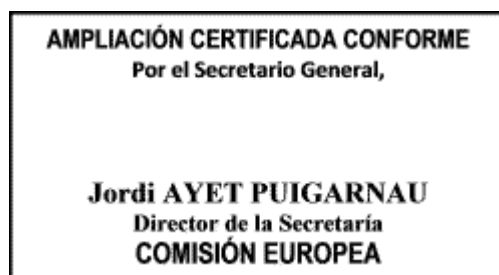 AMPLIACIÓN CERTIFICADA CONFORME
Por el Secretario General,
Jordi AYET PUIGARNAU
Director de la Secretaría
COMISIÓN EUROPEA